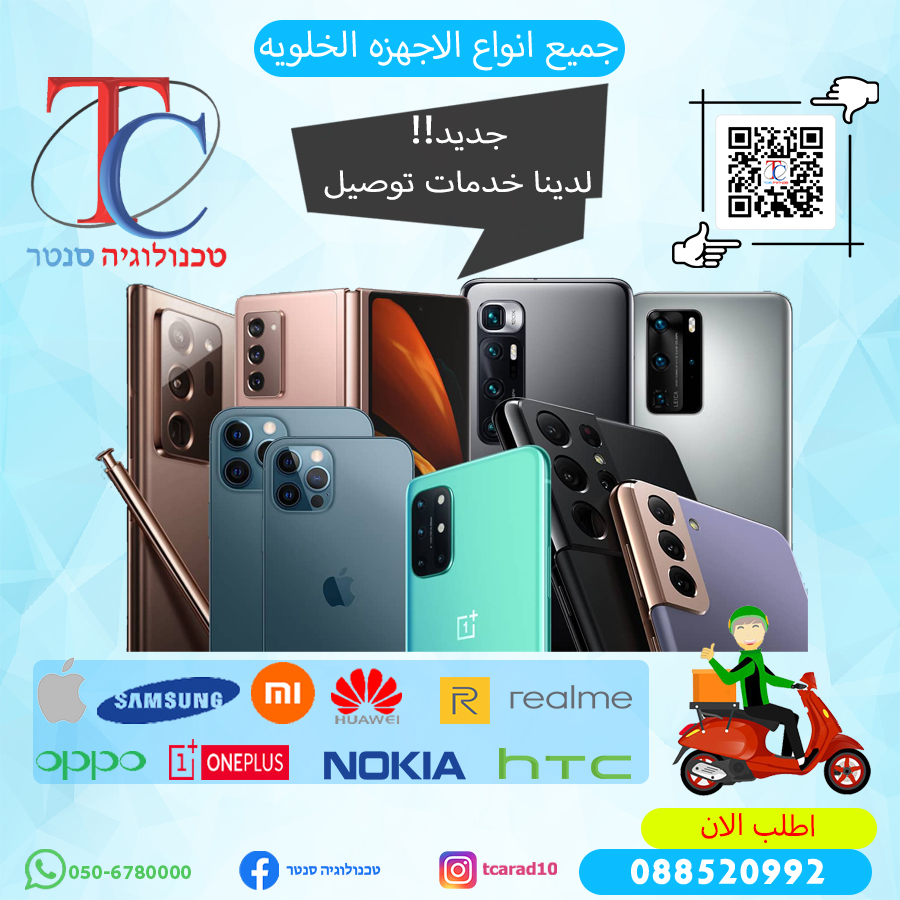 جميع انواع الاجهزه الخلويه
TC
טכנולוגיה סנטר
جديد!!
لدينا خدمات توصيل
SAMSUNG
mi
HUAWEI
R
realme
oppo
1+ ONEPLUS
NOKIA
hTC
اطلب الان
088520992
050-6780000
טכנולוגיה סנטר
tcarad10